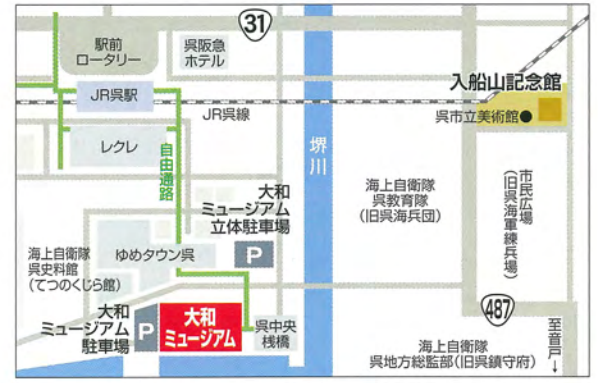 31
駅前
ロータリー
呉阪急
ホテル
入船山記念館
JR呉駅
JR呉線
呉市立美術館
レクレ
自由通路
堺川
大和
ミュージアム
立体駐車場
海上自衛隊
呉教育隊
(旧呉海兵団)
市民広場
(旧呉海軍練兵場)
海上自衛隊
呉史料館
(てつのくじら館)
ゆめタウン呉
P
大和
ミュージアム
駐車場
P
大和
ミュージアム
呉中央
桟橋
487
海上自衛隊
呉地方総監部(旧呉鎮守府)
至音戸↓